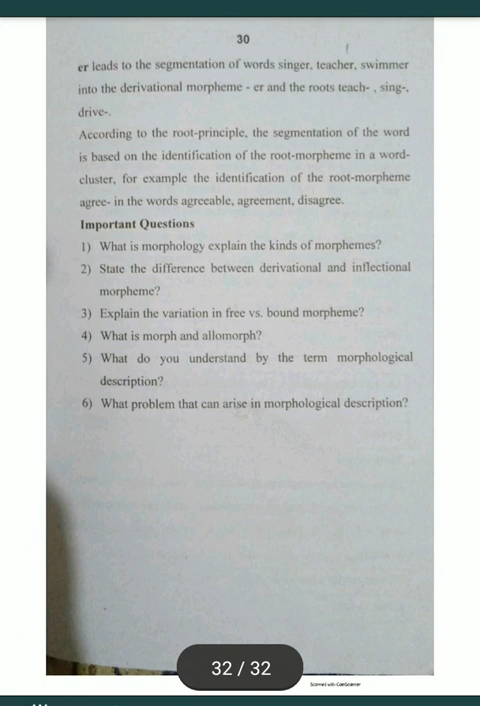 30
er leads to the segmentation of words singer, teacher, swimmer
into the derivational morpheme - er and the roots teach- , sing-,
drive-.
According to the root-principle, the segmentation of the word
is based on the identification of the root-morpheme in a word-
cluster, for example the identification of the root-morpheme
agree- in the words agreeable, agreement, disagree.
Important Questions
1) What is morphology explain the kinds of morphemes?
2) State the difference between derivational and inflectional
morpheme?
3) Explain the variation in free vs. bound morpheme?
4) What is morph and allomorph?
5) What do you understand by the term morphological
description?
6) What problem that can arise in morphological description?
32 / 32
Scanned with CamScanner